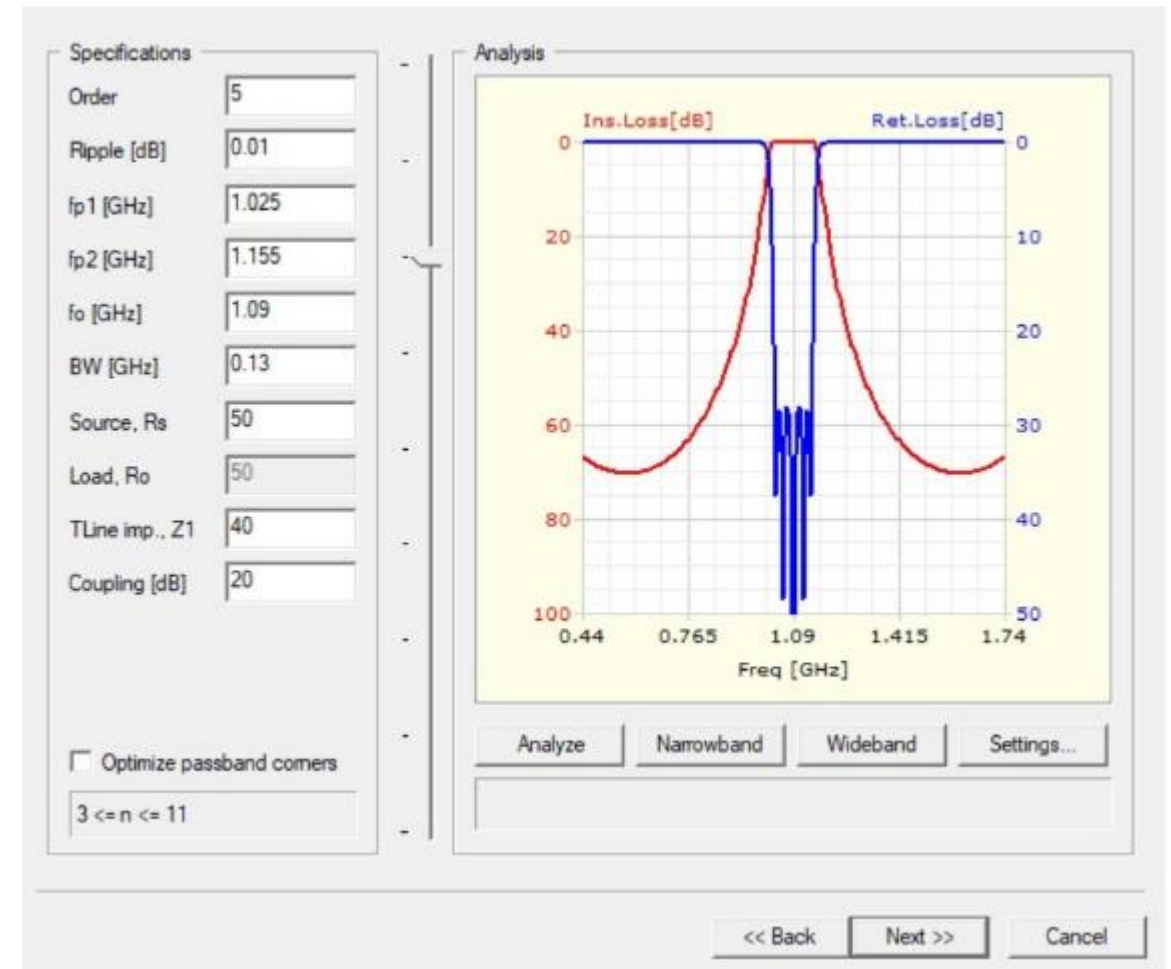 Specifications
Order 5
Ripple [dB] 0.01
fp1 [GHz] 1.025
fp2 [GHz] 1.155
fo [GHz] 1.09
BW [GHz] 0.13
Source, Rs 50
Load, Ro 50
TLine imp., Z1 40
Coupling [dB] 20
Optimize passband corners
3 <= n <= 11
Analysis
Ins.Loss[dB] Ret.Loss[dB]
0 0
20 10
40 20
60 30
80 40
100 50
0.44 0.765 1.09 1.415 1.74
Freq [GHz]
Analyze Narrowband Wideband Settings...
<< Back Next >> Cancel